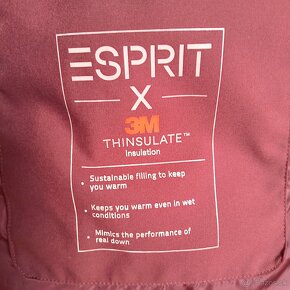 ESPRIT
X
3M
THINSULATE™
Insulation
• Sustainable filling to keep
you warm
• Keeps you warm even in wet
conditions
• Mimics the performance of
real down